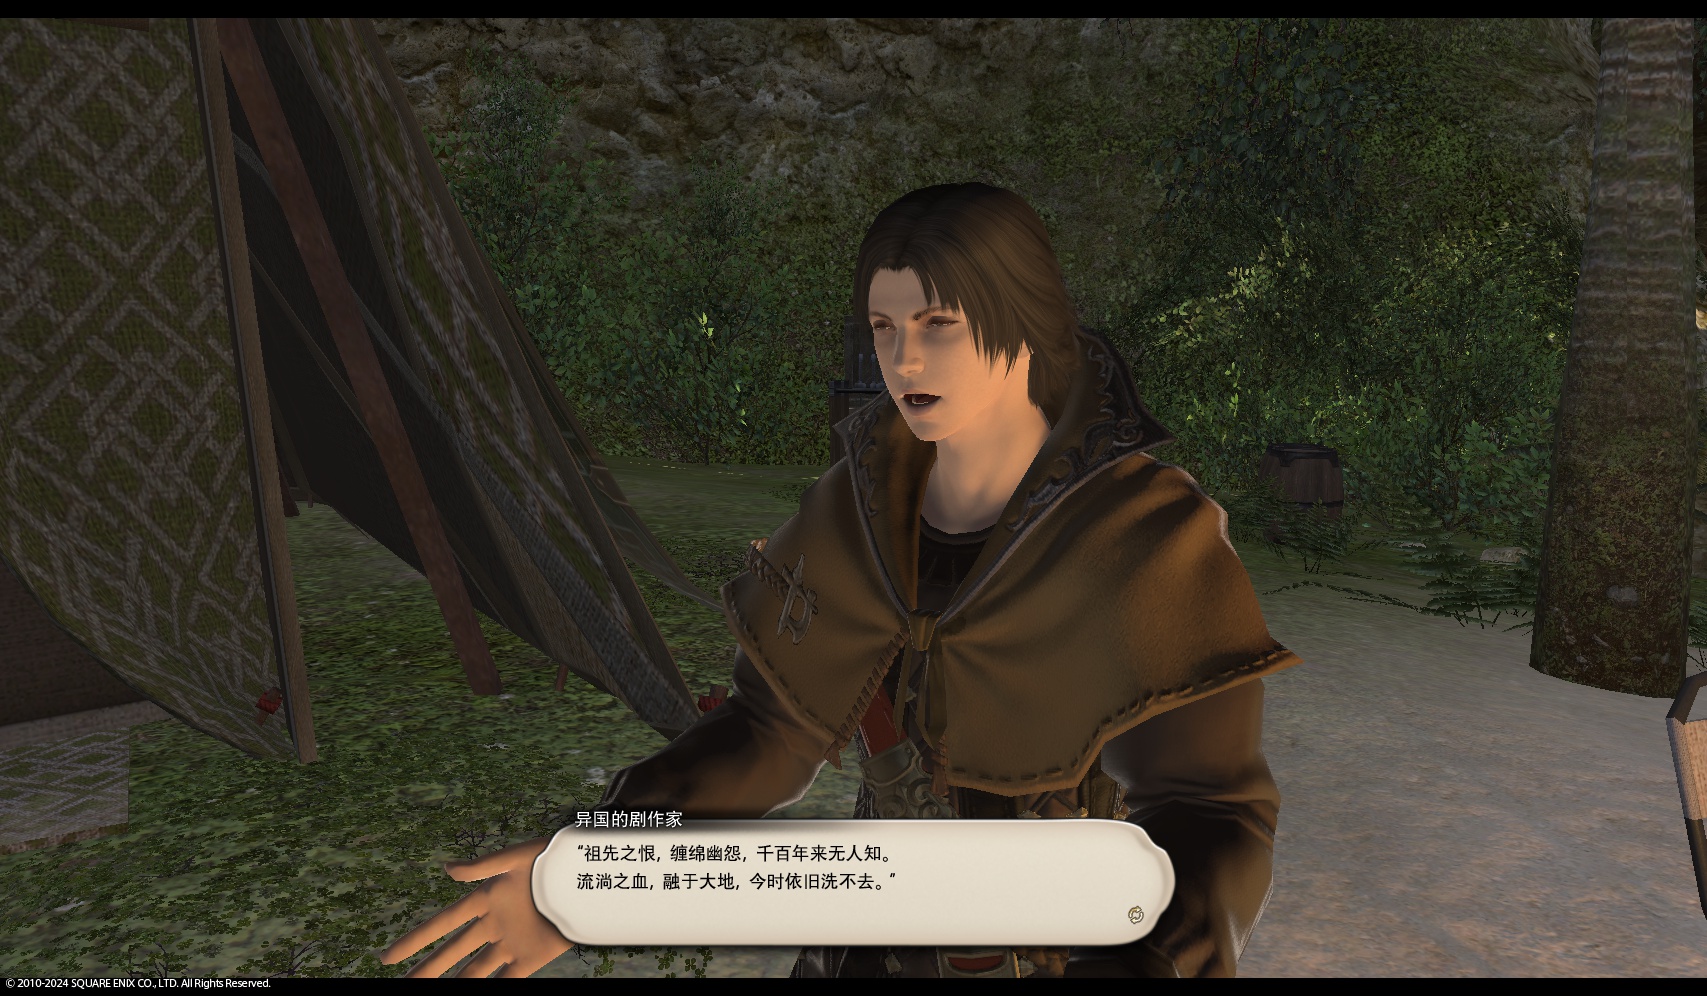 异国的剧作家
“祖先之恨，缠绵幽怨，千百年来无人知。
流淌之血，融于大地，今时依旧洗不去。”
© 2010-2024 SQUARE ENIX CO., LTD. All Rights Reserved.